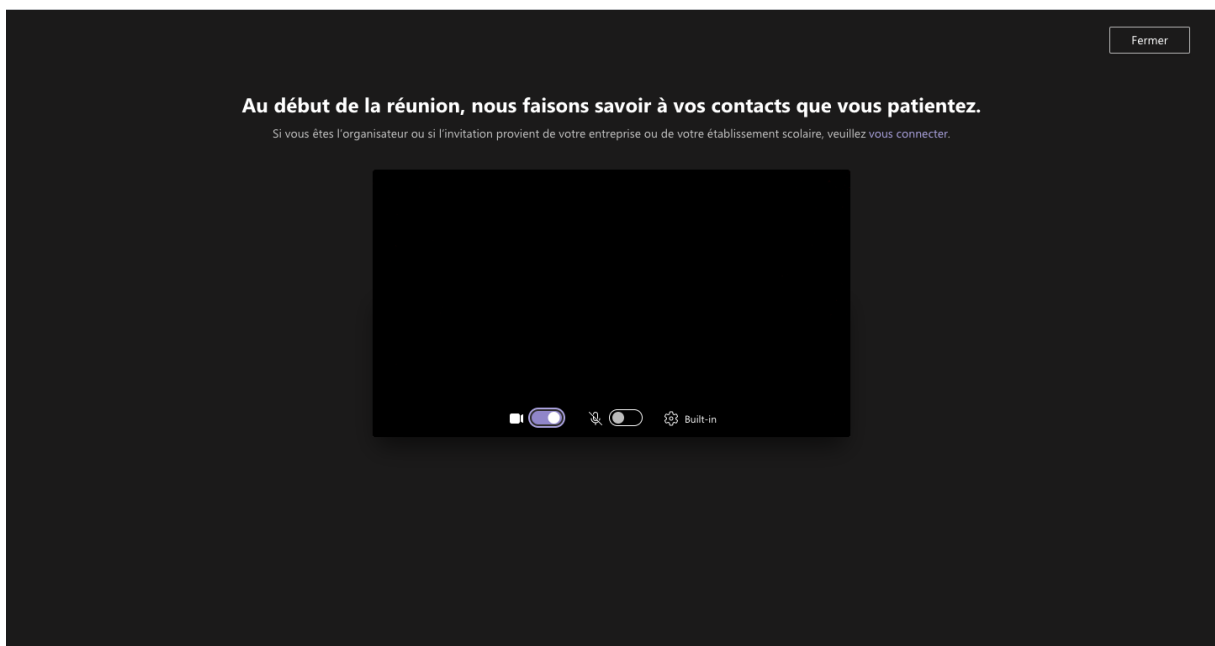 Fermer
Au début de la réunion, nous faisons savoir à vos contacts que vous patientez.
Si vous êtes l'organisateur ou si l'invitation provient de votre entreprise ou de votre établissement scolaire, veuillez vous connecter.
Built-in